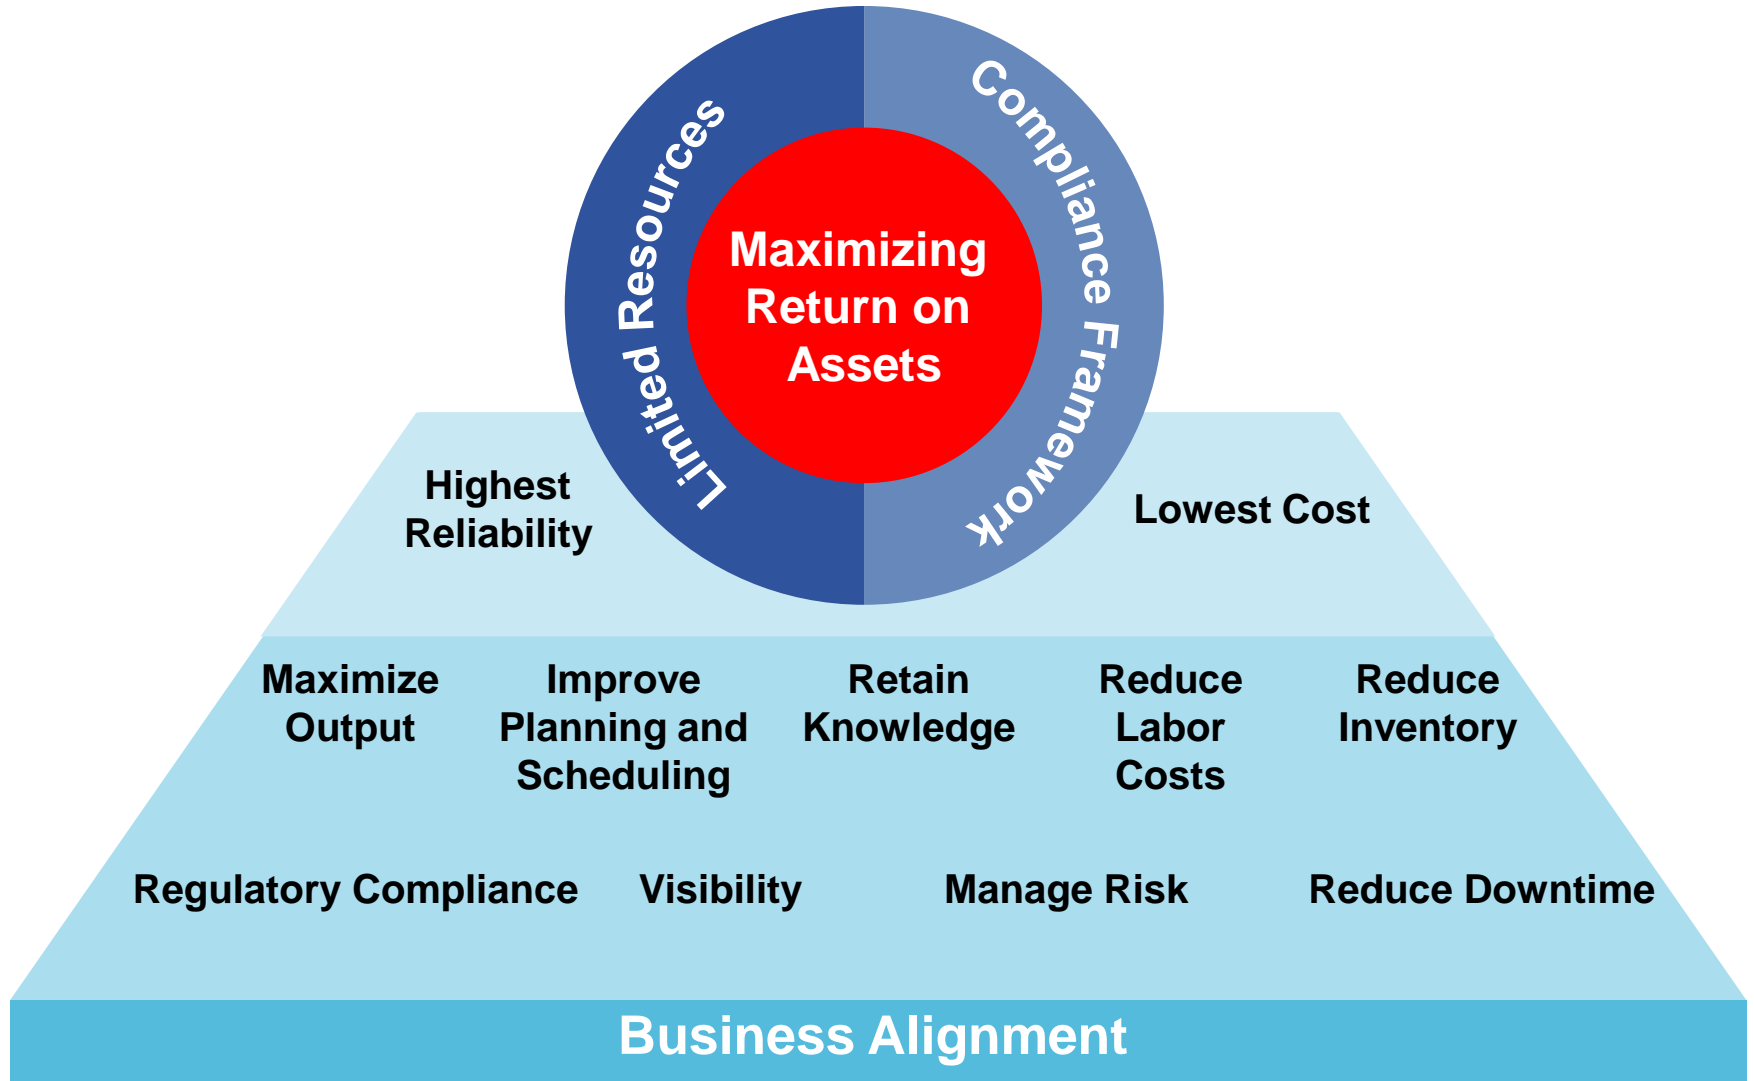 Limited Resources
Compliance Framework
Maximizing
Return on
Assets
Highest
Reliability
Lowest Cost
Maximize
Output
Improve
Planning and
Scheduling
Retain
Knowledge
Reduce
Labor
Costs
Reduce
Inventory
Regulatory Compliance
Visibility
Manage Risk
Reduce Downtime
Business Alignment